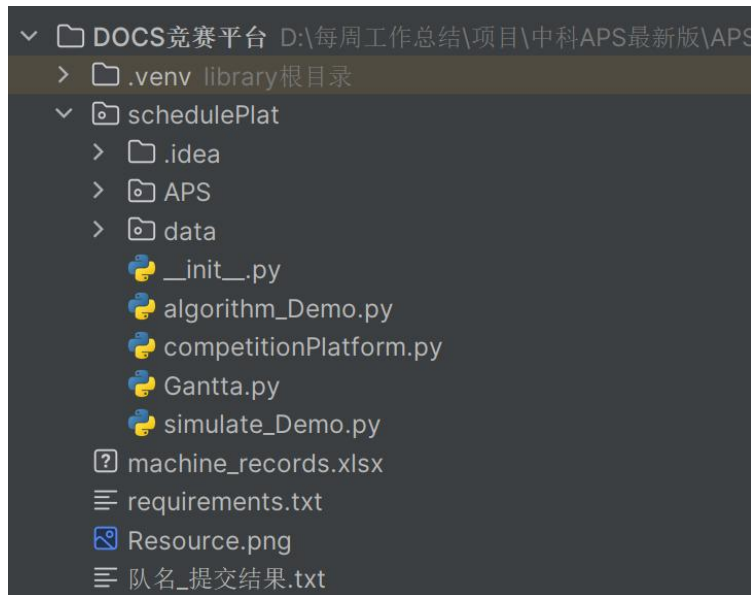 DOCS竞赛平台 D:\每周工作总结\项目\中科APS最新版\APS
.venv library根目录
schedulePlat
.idea
APS
data
__init__.py
algorithm_Demo.py
competitionPlatform.py
Gantta.py
simulate_Demo.py
machine_records.xlsx
requirements.txt
Resource.png
队名_提交结果.txt